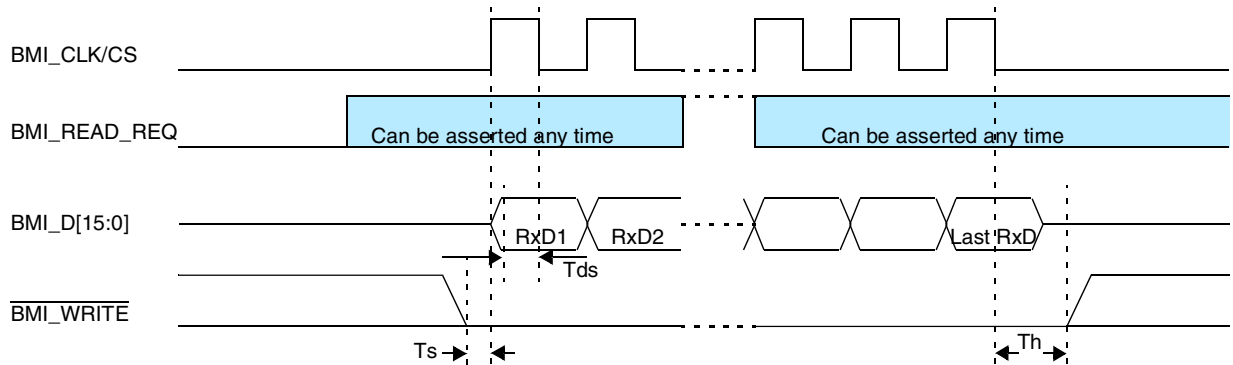 BMI_CLK/CS
BMI_READ_REQ
Can be asserted any time
Can be asserted any time
BMI_D[15:0]
RxD1
RxD2
Last RxD
Tds
BMI_WRITE
Ts
Th